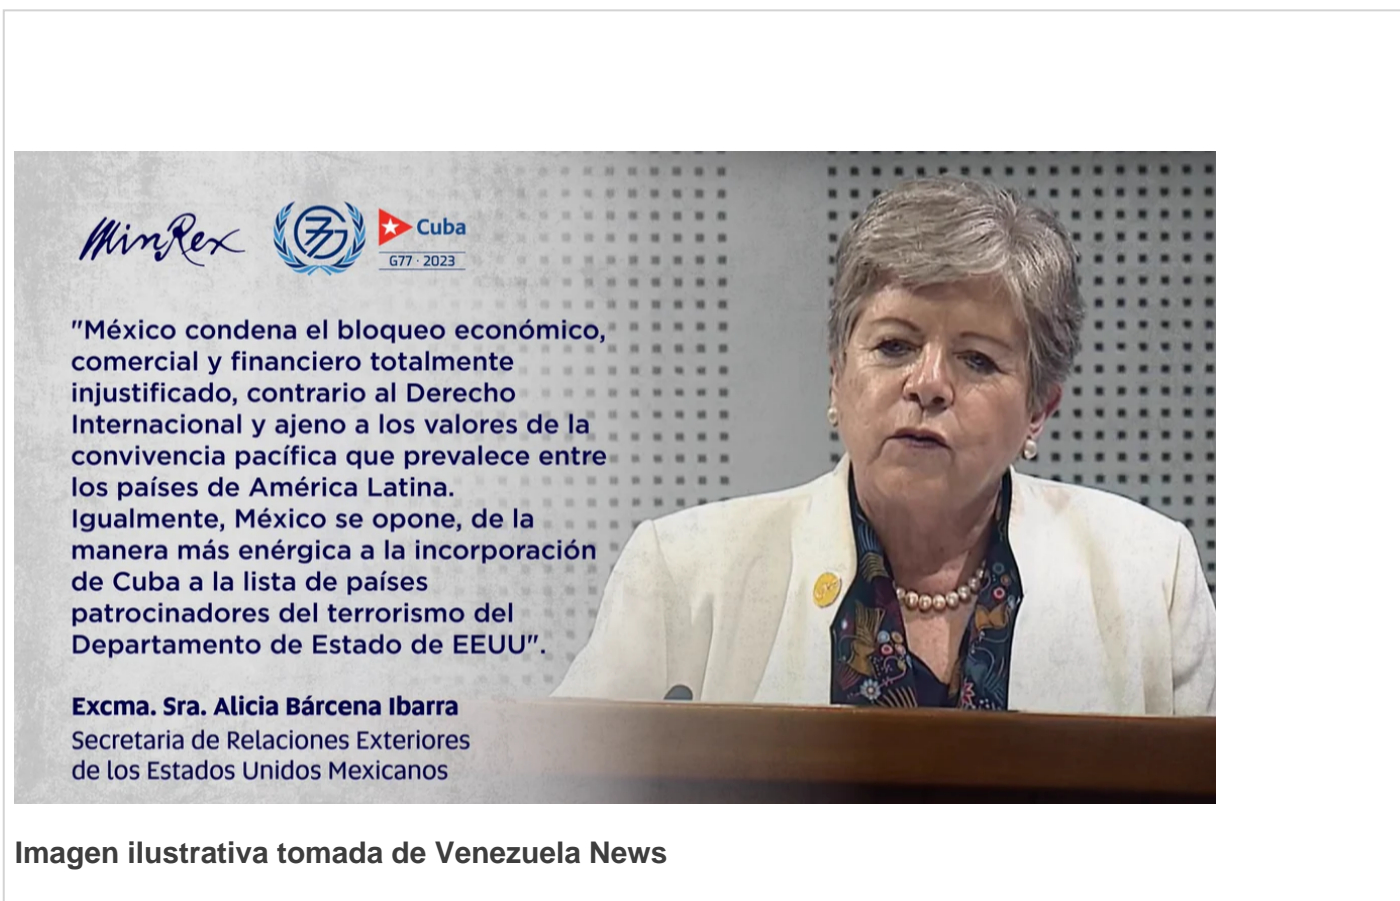 MinRex
G77
Cuba
G77 · 2023
"México condena el bloqueo económico,
comercial y financiero totalmente
injustificado, contrario al Derecho
Internacional y ajeno a los valores de la
convivencia pacífica que prevalece entre
los países de América Latina.
Igualmente, México se opone, de la
manera más enérgica a la incorporación
de Cuba a la lista de países
patrocinadores del terrorismo del
Departamento de Estado de EEUU".
Excma. Sra. Alicia Bárcena Ibarra
Secretaria de Relaciones Exteriores
de los Estados Unidos Mexicanos
Imagen ilustrativa tomada de Venezuela News